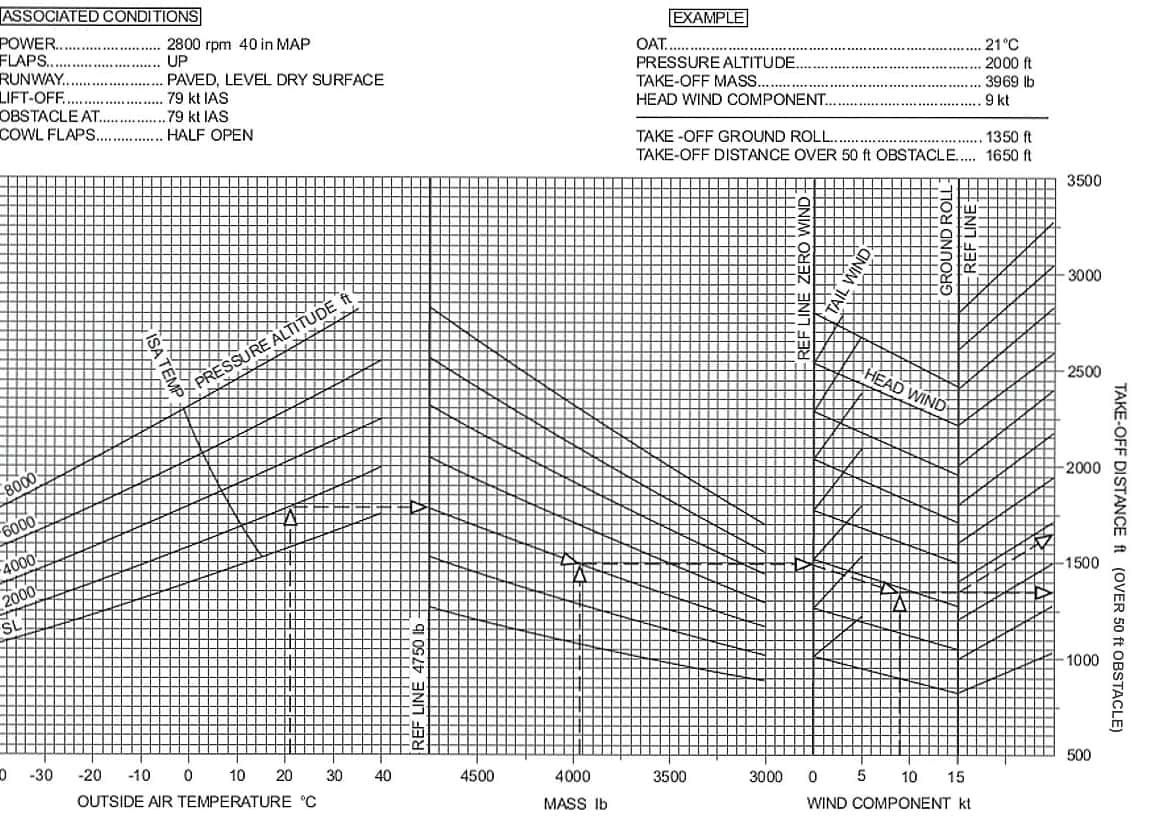 ASSOCIATED CONDITIONS
POWER........................ 2800 rpm 40 in MAP
FLAPS.......................... UP
RUNWAY....................... PAVED, LEVEL DRY SURFACE
LIFT-OFF....................... 79 kt IAS
OBSTACLE AT............... 79 kt IAS
COWL FLAPS................ HALF OPEN
EXAMPLE
OAT.......................................................................... 21°C
PRESSURE ALTITUDE........................................... 2000 ft
TAKE-OFF MASS.................................................... 3969 lb
HEAD WIND COMPONENT.................................... 9 kt
TAKE -OFF GROUND ROLL................................... 1350 ft
TAKE-OFF DISTANCE OVER 50 ft OBSTACLE..... 1650 ft
ISA TEMP
PRESSURE ALTITUDE ft
8000
6000
4000
2000
SL
REF LINE 4750 lb
REF LINE ZERO WIND
TAIL WIND
HEAD WIND
GROUND ROLL
REF LINE
3500
3000
2500
2000
1500
1000
500
TAKE-OFF DISTANCE ft (OVER 50 ft OBSTACLE)
0 -30 -20 -10 0 10 20 30 40 4500 4000 3500 3000 0 5 10 15
OUTSIDE AIR TEMPERATURE °C MASS lb WIND COMPONENT kt